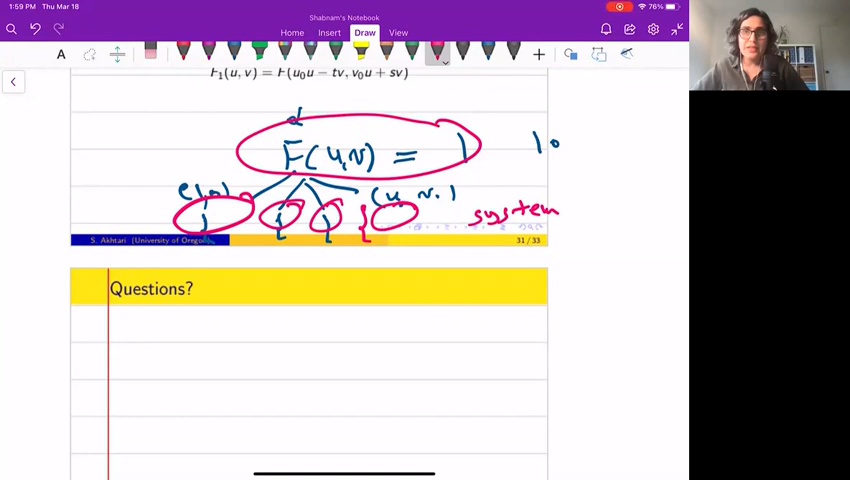 1:59 PM Thu Mar 18
Shabnam's Notebook
76%
Home Insert Draw View
A
F₁(u, v) = F(u₀u − tv, v₀u + sv)
d
F(u,v) = 1
10
system
S. Akhtari (University of Oregon)
31 / 33
Questions?